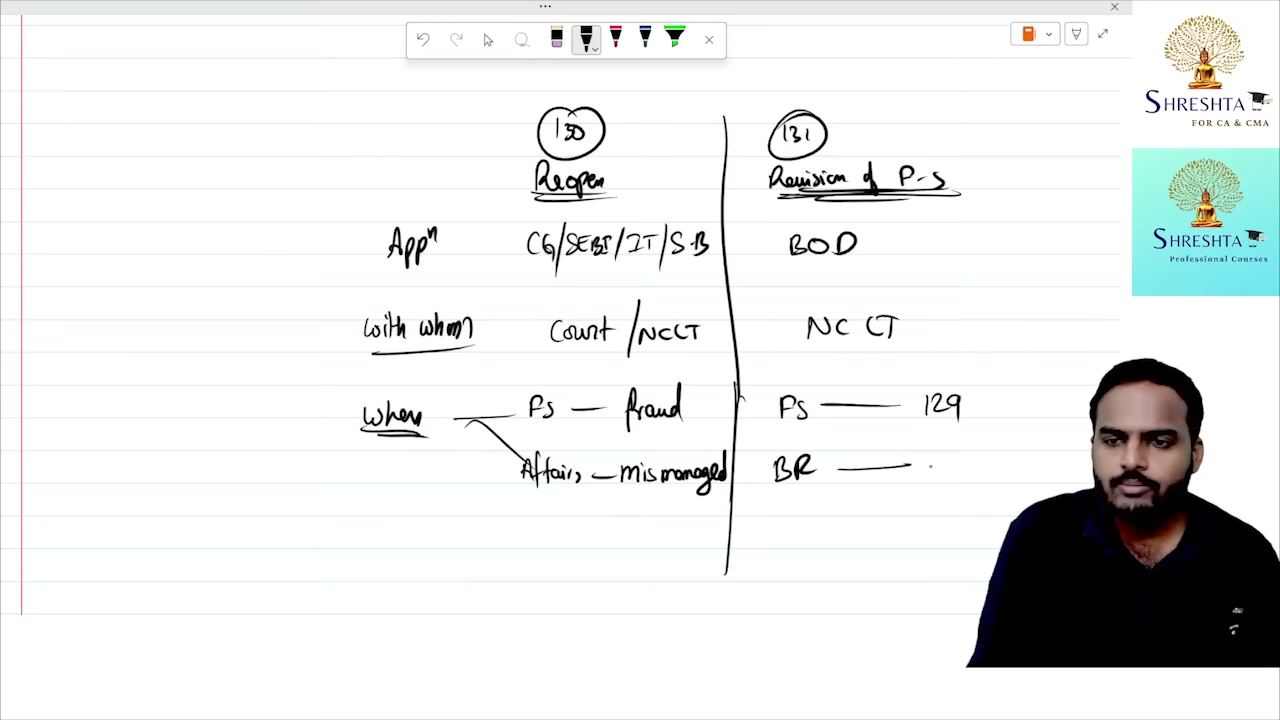 130 131
Reopen Revision of F-S
Appⁿ CG/SEBI/IT/S.B BOD
with whom Court/NCLT NCLT
When FS — fraud FS — 129
Affairs — Mismanaged BR —
SHRESHTA
FOR CA & CMA
SHRESHTA
Professional Courses